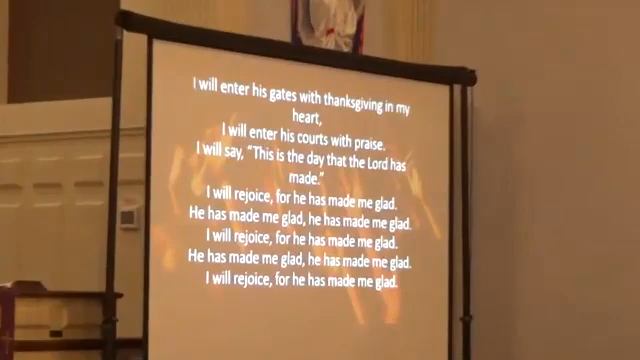 I will enter his gates with thanksgiving in my
heart,
I will enter his courts with praise.
I will say, “This is the day that the Lord has
made.”
I will rejoice, for he has made me glad.
He has made me glad, he has made me glad.
I will rejoice, for he has made me glad.
He has made me glad, he has made me glad.
I will rejoice, for he has made me glad.